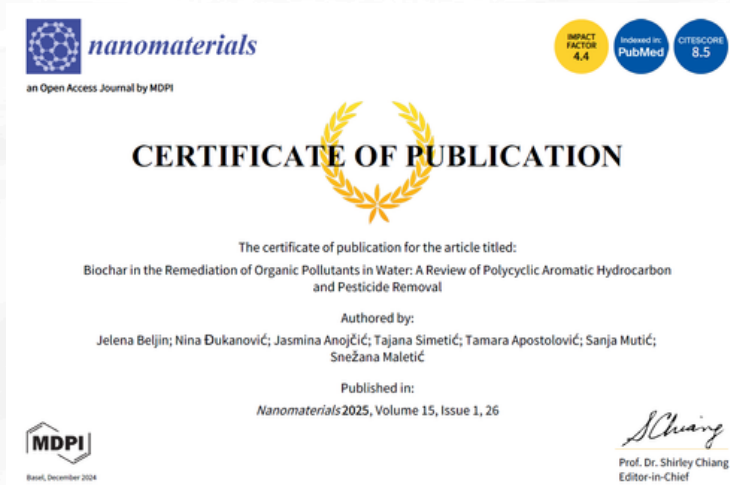 nanomaterials
an Open Access Journal by MDPI
IMPACT
FACTOR
4.4
Indexed in:
PubMed
CITESCORE
8.5
CERTIFICATE OF PUBLICATION
The certificate of publication for the article titled:
Biochar in the Remediation of Organic Pollutants in Water: A Review of Polycyclic Aromatic Hydrocarbon
and Pesticide Removal
Authored by:
Jelena Beljin; Nina Đukanović; Jasmina Anojčić; Tajana Simetić; Tamara Apostolović; Sanja Mutić;
Snežana Maletić
Published in:
Nanomaterials 2025, Volume 15, Issue 1, 26
MDPI
Basel, December 2024
SChiang
Prof. Dr. Shirley Chiang
Editor-in-Chief